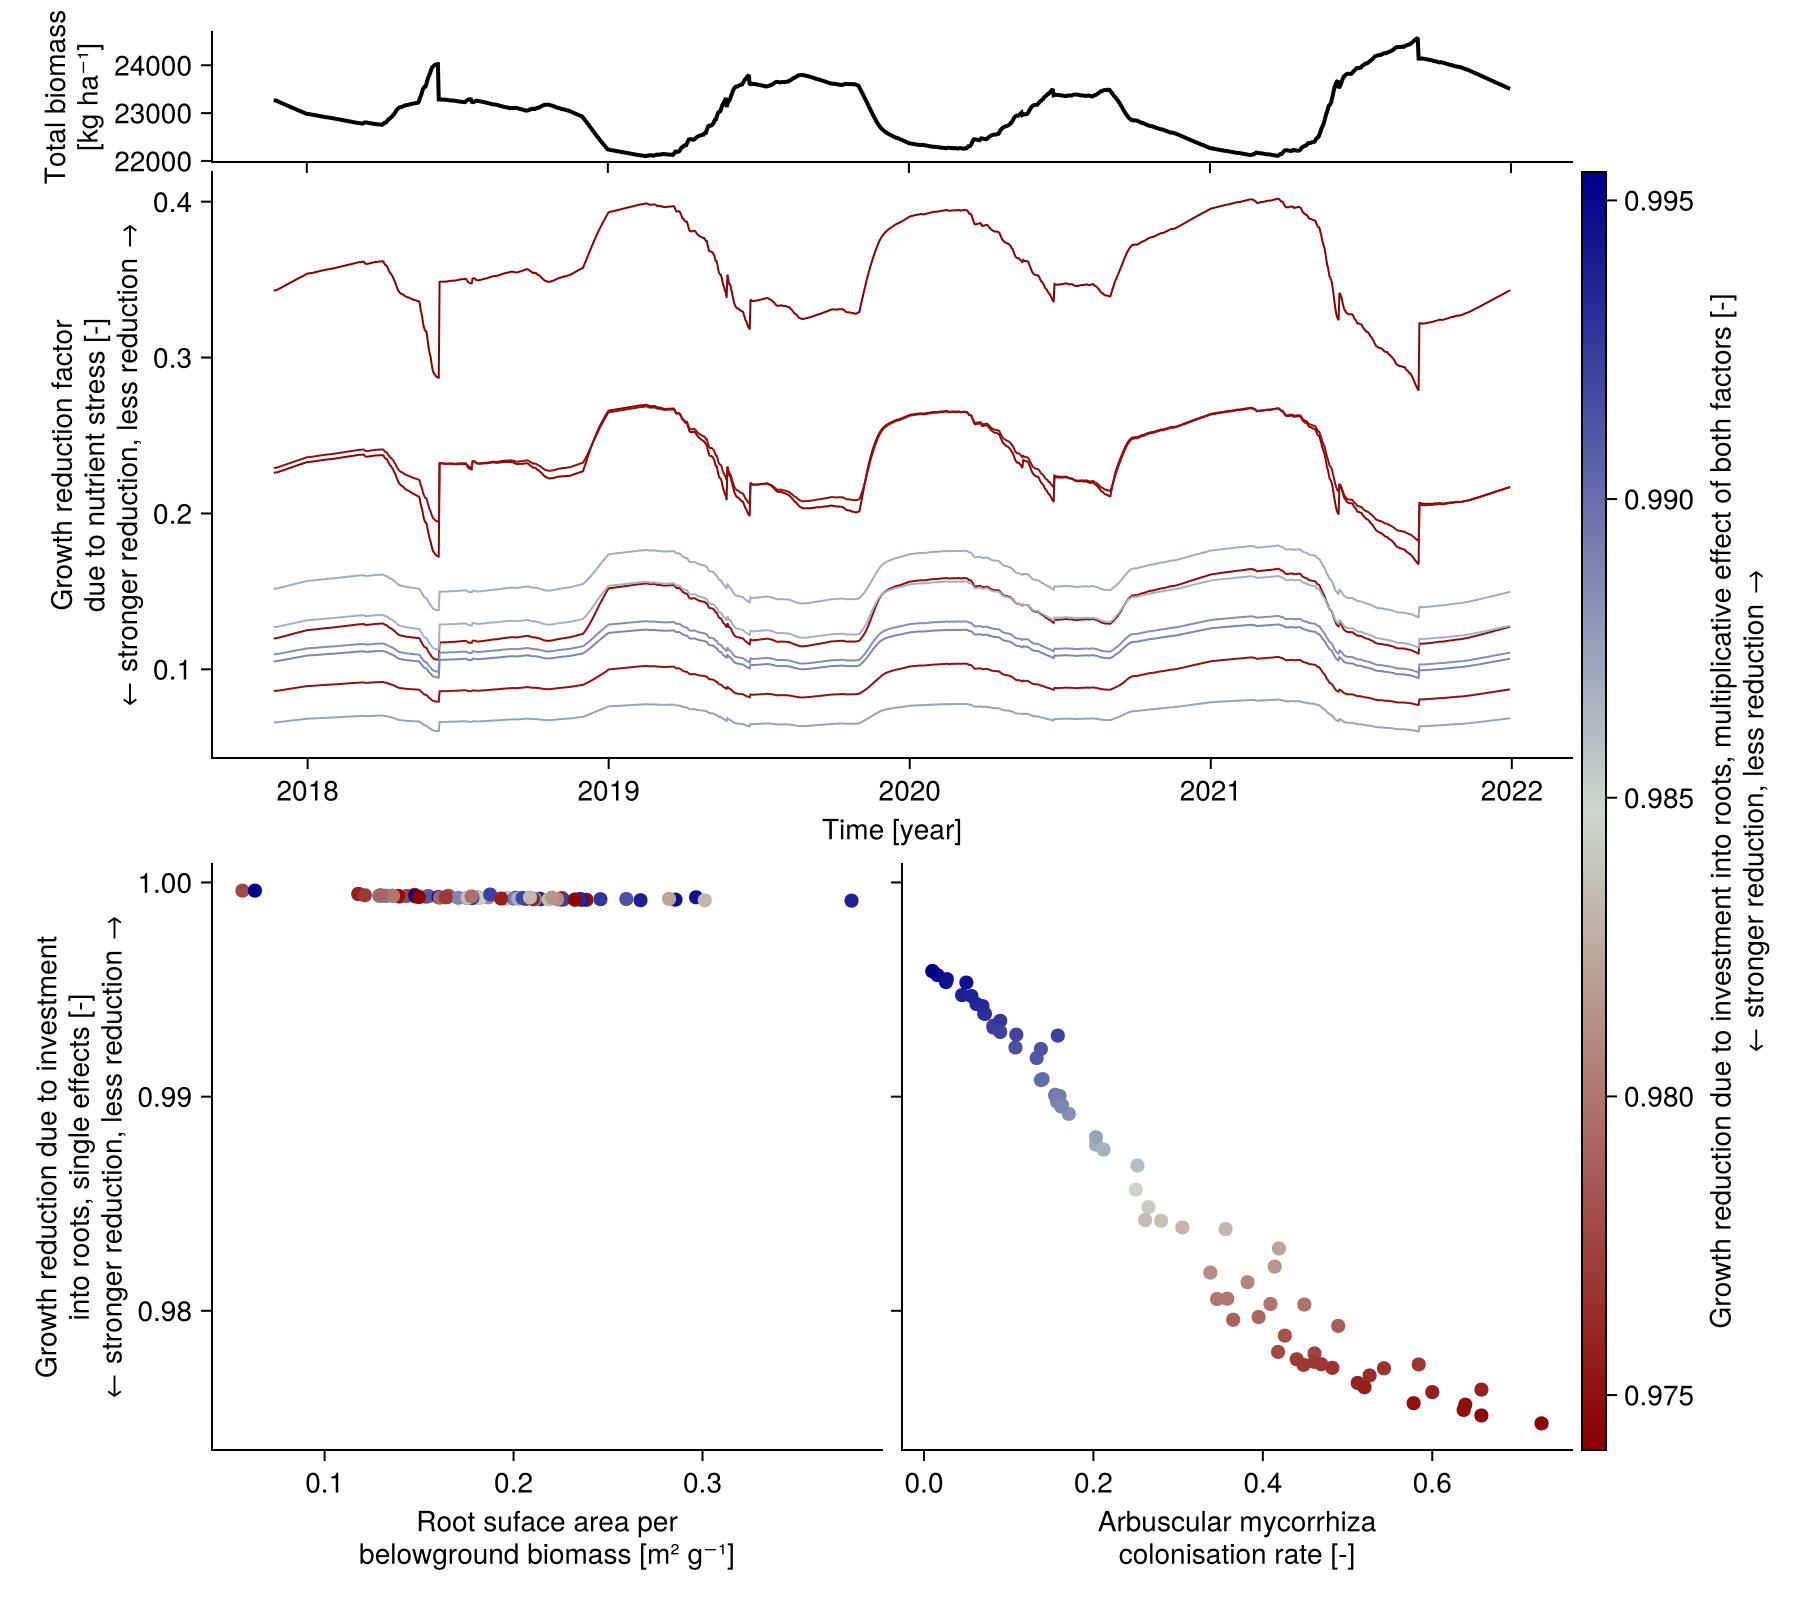 Total biomass
[kg ha⁻¹]
24000
23000
22000
Growth reduction factor
due to nutrient stress [-]
← stronger reduction, less reduction →
0.4
0.3
0.2
0.1
2018
2019
2020
2021
2022
Time [year]
0.995
0.990
0.985
0.980
0.975
Growth reduction due to investment into roots, multiplicative effect of both factors [-]
← stronger reduction, less reduction →
Growth reduction due to investment
into roots, single effects [-]
← stronger reduction, less reduction →
1.00
0.99
0.98
0.1
0.2
0.3
Root suface area per
belowground biomass [m² g⁻¹]
0.0
0.2
0.4
0.6
Arbuscular mycorrhiza
colonisation rate [-]